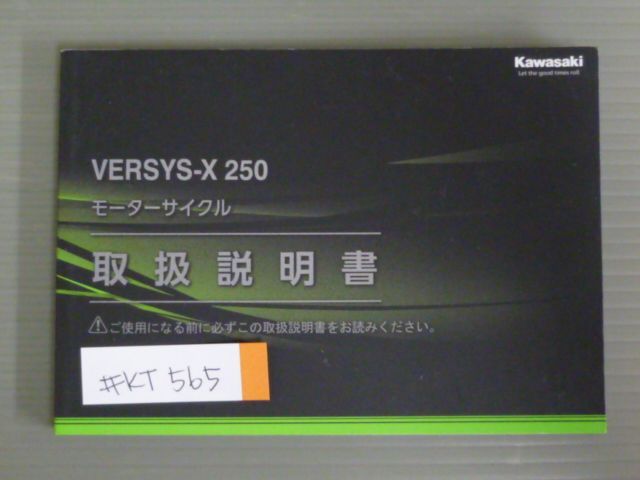 Kawasaki
Let the good times roll.
VERSYS-X 250
モーターサイクル
取扱説明書
⚠ご使用になる前に必ずこの取扱説明書をお読みください。
#KT 565